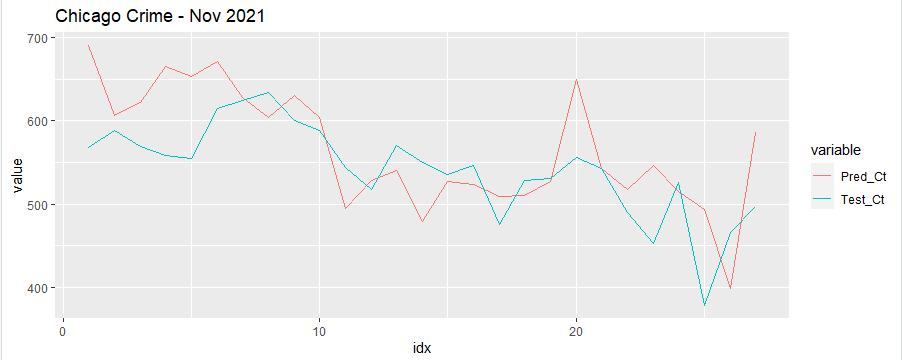 Chicago Crime - Nov 2021
700
600
500
400
value
0
10
20
idx
variable
Pred_Ct
Test_Ct